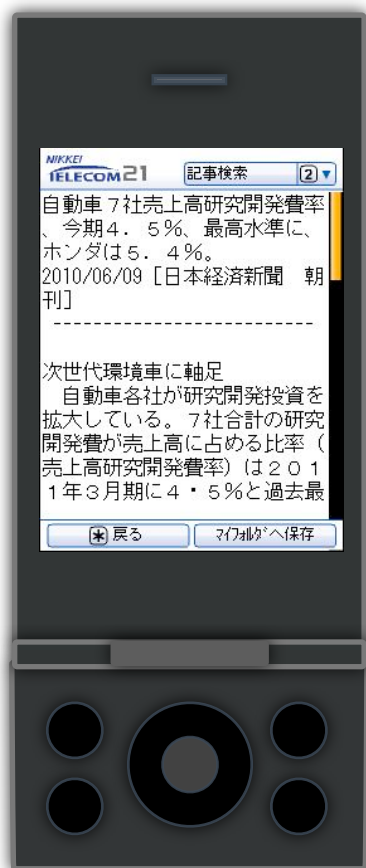 NIKKEI
TELECOM21
記事検索 2▼
自動車7社売上高研究開発費率
、今期4．5％、最高水準に、
ホンダは5．4％。
2010/06/09［日本経済新聞　朝
刊］
--------------------------
次世代環境車に軸足
　自動車各社が研究開発投資を
拡大している。7社合計の研究
開発費が売上高に占める比率（
売上高研究開発費率）は２０１
１年３月期に４・５％と過去最
＊戻る
ﾏｲﾌｫﾙﾀﾞへ保存